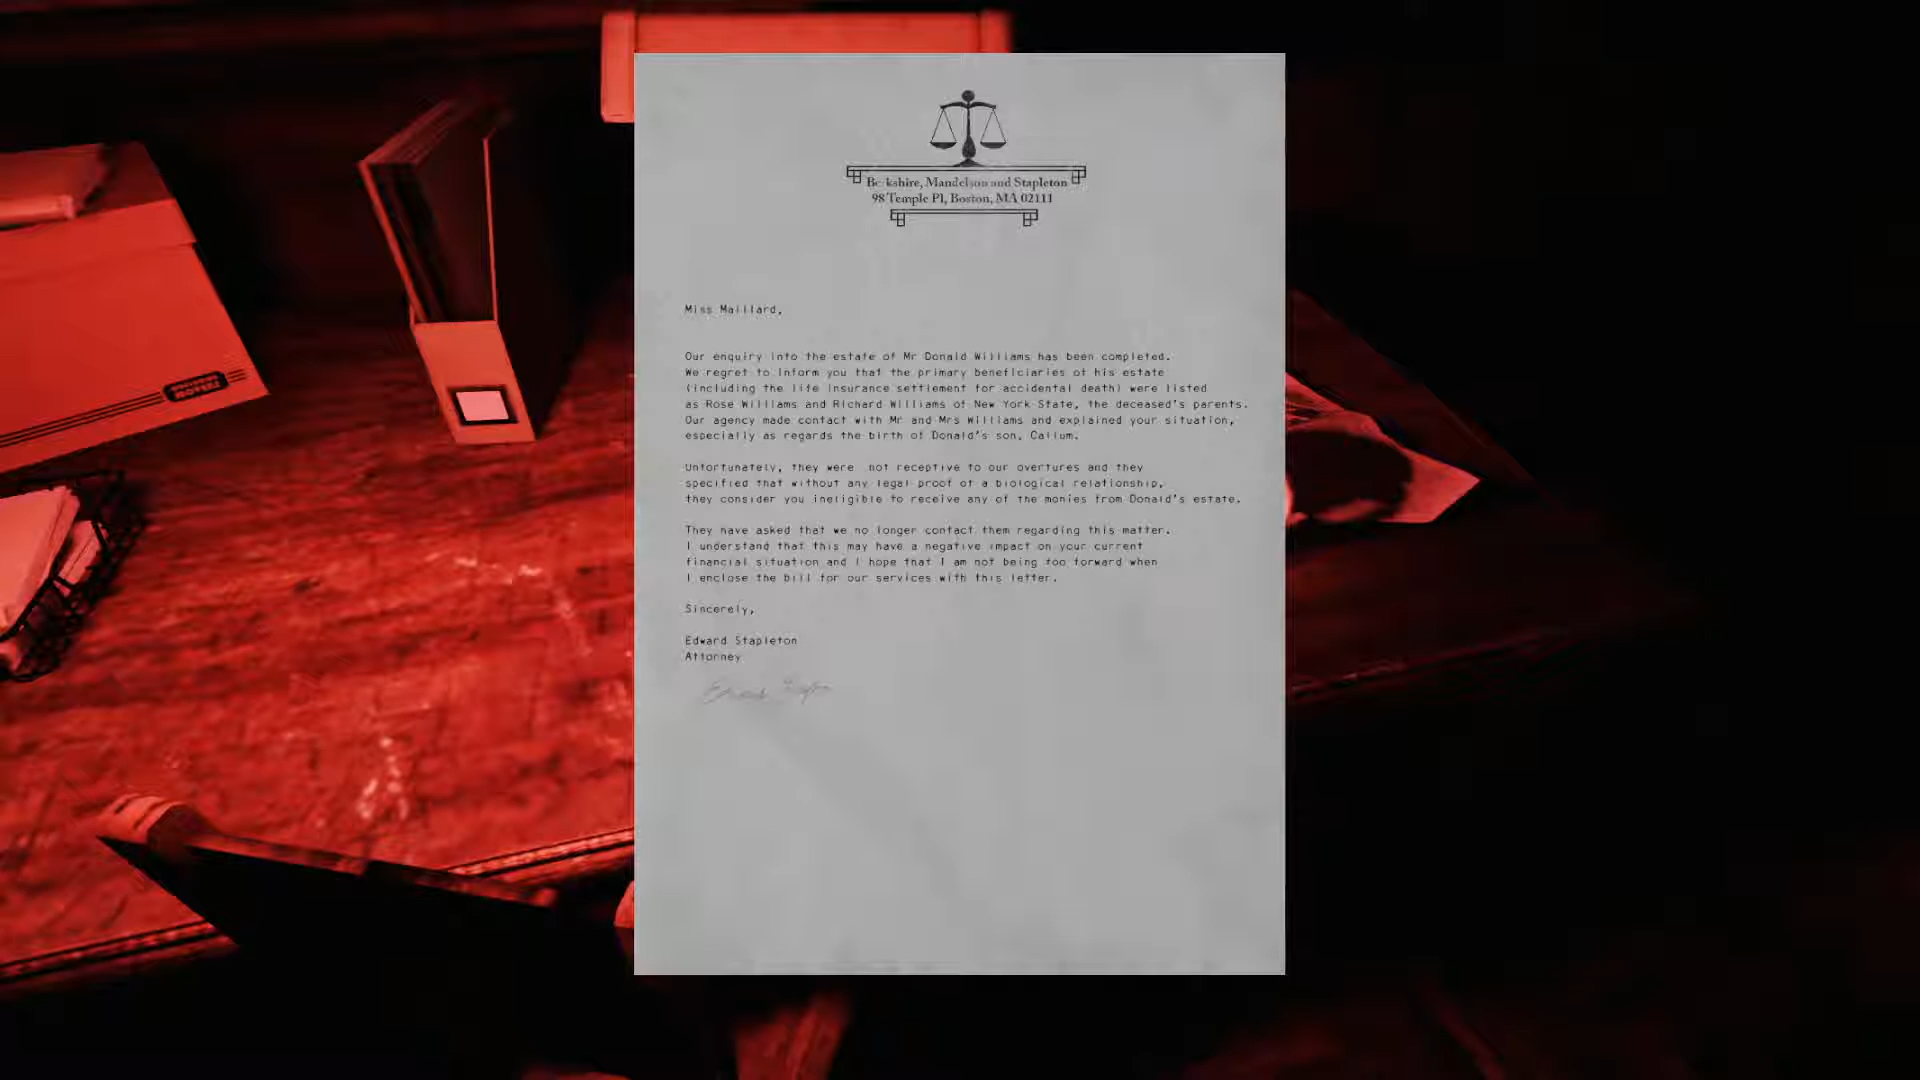 Berkshire, Mandelson and Stapleton
98 Temple Pl, Boston, MA 02111
Miss Maillard,
Our enquiry into the estate of Mr Donald Williams has been completed.
We regret to inform you that the primary beneficiaries of his estate
(including the life insurance settlement for accidental death) were listed
as Rose Williams and Richard Williams of New York State, the deceased's parents.
Our agency made contact with Mr and Mrs Williams and explained your situation,
especially as regards the birth of Donald's son, Callum.
Unfortunately, they were not receptive to our overtures and they
specified that without any legal proof of a biological relationship,
they consider you ineligible to receive any of the monies from Donald's estate.
They have asked that we no longer contact them regarding this matter.
I understand that this may have a negative impact on your current
financial situation and I hope that I am not being too forward when
I enclose the bill for our services with this letter.
Sincerely,
Edward Stapleton
Attorney